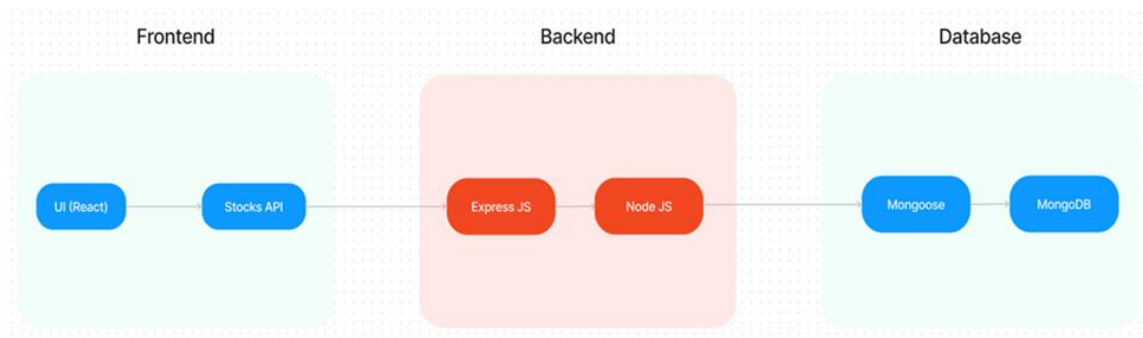 Frontend
Backend
Database
UI (React)
Stocks API
Express JS
Node JS
Mongoose
MongoDB